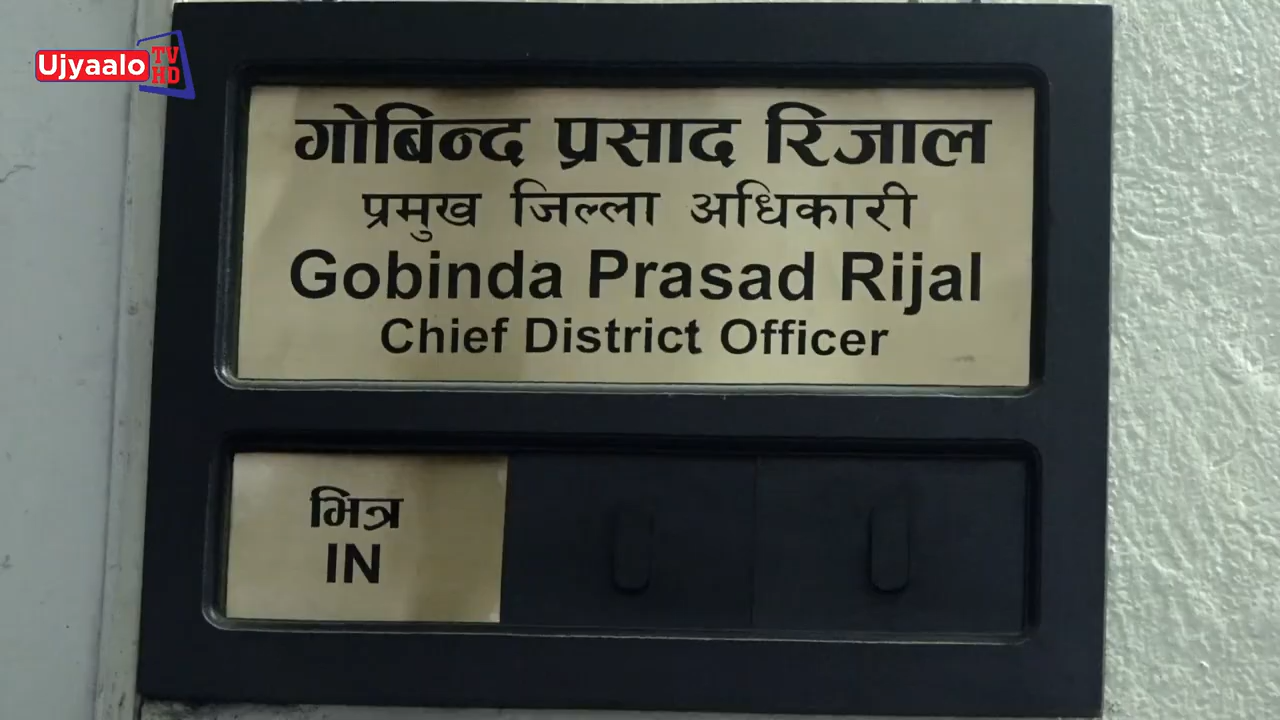 Ujyaalo TV HD
गोबिन्द प्रसाद रिजाल
प्रमुख जिल्ला अधिकारी
Gobinda Prasad Rijal
Chief District Officer
भित्र
IN